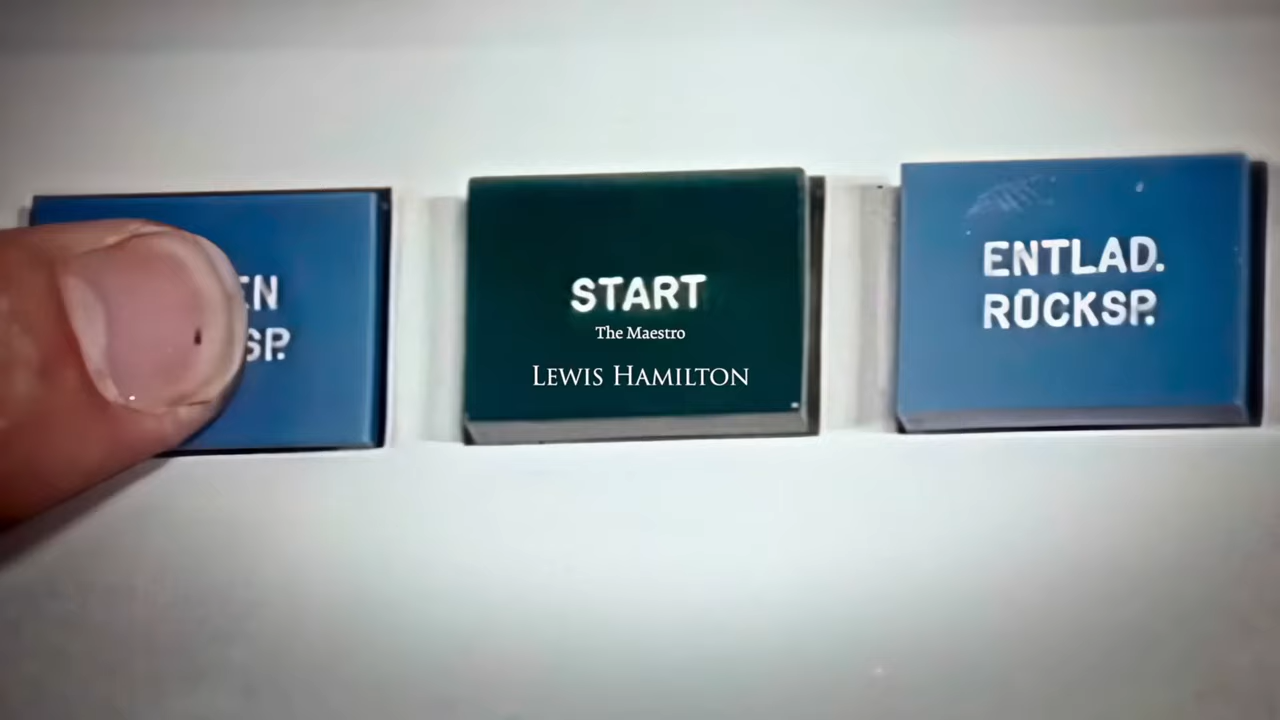 START
The Maestro
LEWIS HAMILTON
ENTLAD.
RÜCKSP.